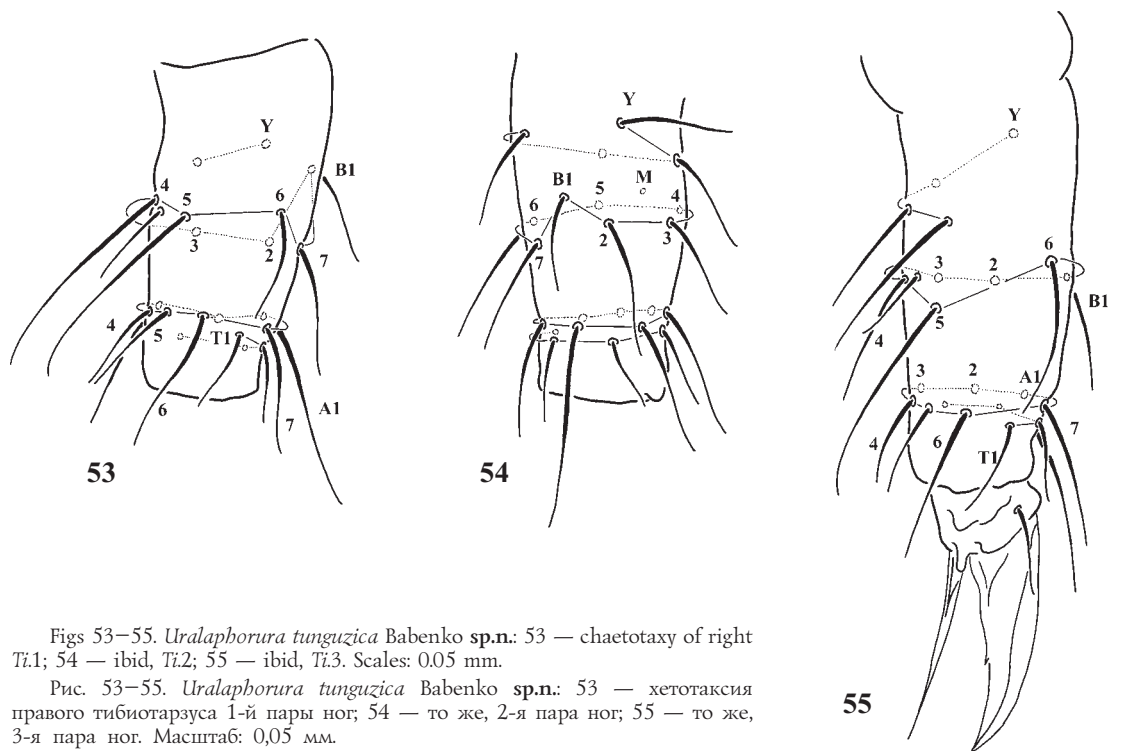 Y
B1
4
5
6
3
2
7
4
5
T1
6
A1
7
53
Y
B1
M
5
4
6
2
3
7
54
Y
6
3
2
B1
5
4
3
2
A1
4
6
7
T1
55
Figs 53—55. Uralaphorura tunguzica Babenko sp.n.: 53 — chaetotaxy of right
Ti.1; 54 — ibid, Ti.2; 55 — ibid, Ti.3. Scales: 0.05 mm.
Рис. 53—55. Uralaphorura tunguzica Babenko sp.n.: 53 — хетотаксия
правого тибиотарзуса 1-й пары ног; 54 — то же, 2-я пара ног; 55 — то же,
3-я пара ног. Масштаб: 0,05 мм.